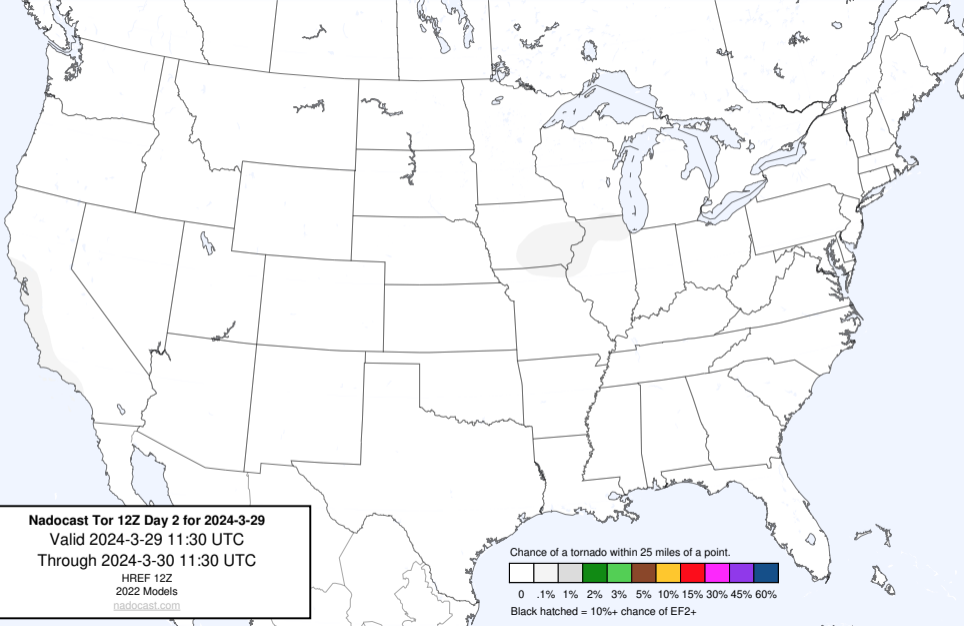 Nadocast Tor 12Z Day 2 for 2024-3-29
Valid 2024-3-29 11:30 UTC
Through 2024-3-30 11:30 UTC
HREF 12Z
2022 Models
nadocast.com
Chance of a tornado within 25 miles of a point.
0 .1% 1% 2% 3% 5% 10% 15% 30% 45% 60%
Black hatched = 10%+ chance of EF2+